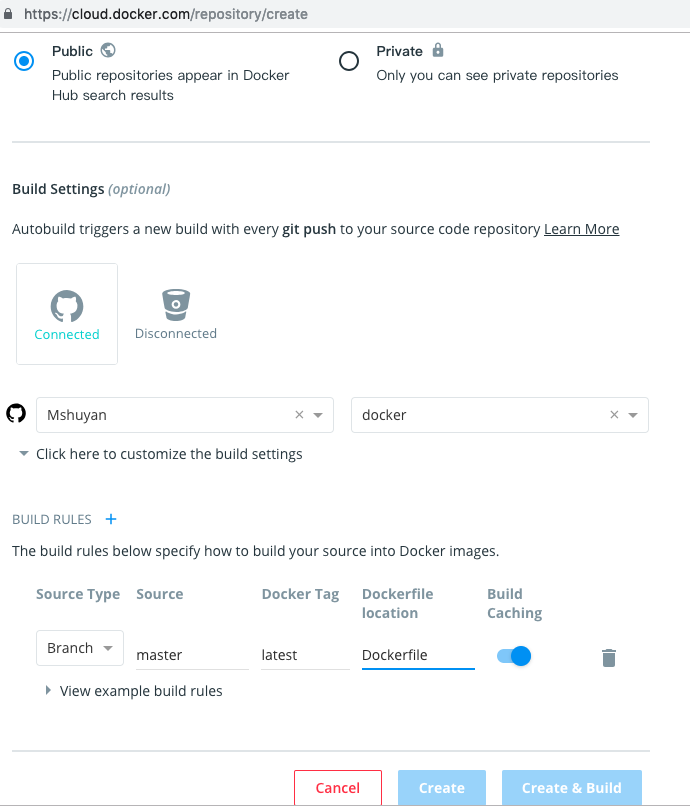 https://cloud.docker.com/repository/create
Public
Private
Public repositories appear in Docker
Hub search results
Only you can see private repositories
Build Settings (optional)
Autobuild triggers a new build with every git push to your source code repository Learn More
Connected
Disconnected
Mshuyan × docker ×
Click here to customize the build settings
BUILD RULES +
The build rules below specify how to build your source into Docker images.
Source Type Source Docker Tag Dockerfile location Build Caching
Branch master latest Dockerfile
View example build rules
Cancel Create Create & Build